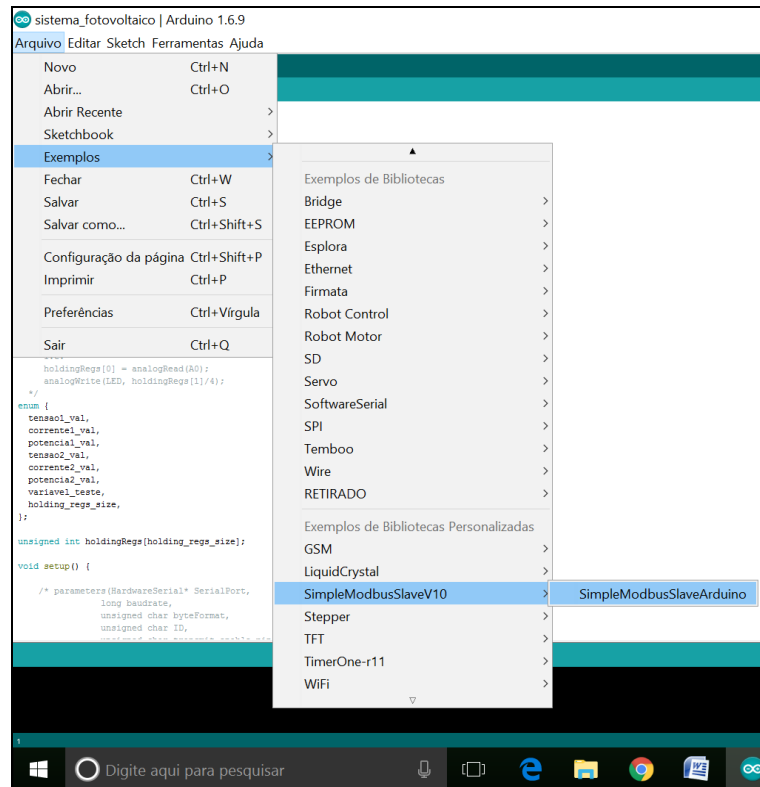 sistema_fotovoltaico | Arduino 1.6.9
Arquivo Editar Sketch Ferramentas Ajuda
Novo Ctrl+N
Abrir... Ctrl+O
Abrir Recente
Sketchbook
Exemplos
Fechar Ctrl+W
Salvar Ctrl+S
Salvar como... Ctrl+Shift+S
Configuração da página Ctrl+Shift+P
Imprimir Ctrl+P
Preferências Ctrl+Vírgula
Sair Ctrl+Q
Exemplos de Bibliotecas
Bridge
EEPROM
Esplora
Ethernet
Firmata
Robot Control
Robot Motor
SD
Servo
SoftwareSerial
SPI
Temboo
Wire
RETIRADO
Exemplos de Bibliotecas Personalizadas
GSM
LiquidCrystal
SimpleModbusSlaveV10
Stepper
TFT
TimerOne-r11
WiFi
SimpleModbusSlaveArduino
holdingRegs[0] = analogRead(A0);
analogWrite(LED, holdingRegs[1]/4);
*/
enum {
tensao1_val,
corrente1_val,
potencia1_val,
tensao2_val,
corrente2_val,
potencia2_val,
variavel_teste,
holding_regs_size,
};
unsigned int holdingRegs[holding_regs_size];
void setup() {
/* parameters(HardwareSerial* SerialPort,
long baudrate,
unsigned char byteFormat,
unsigned char ID,
1
Digite aqui para pesquisar